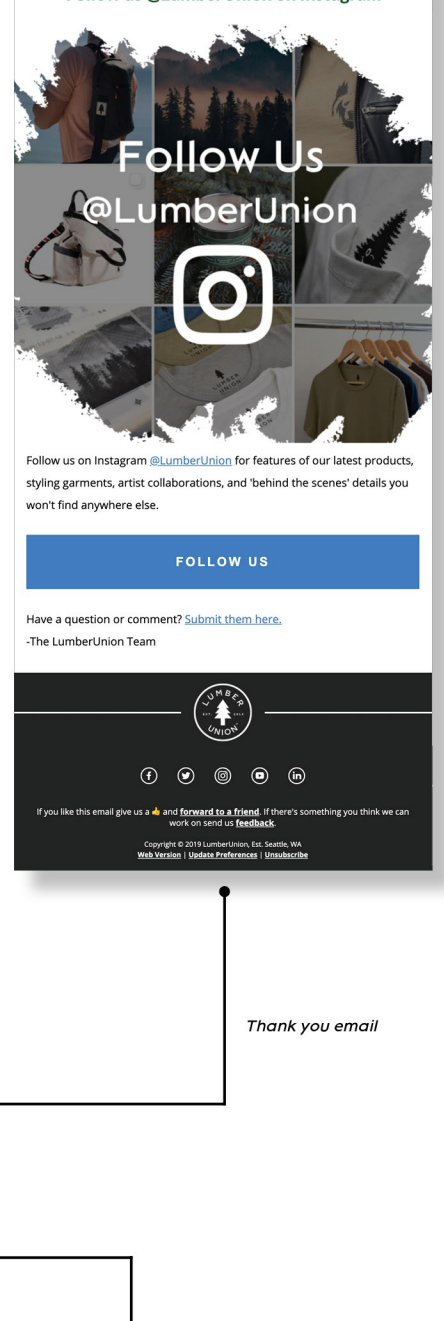 Follow Us
@LumberUnion
LUMBER
UNION
Follow us on Instagram @LumberUnion for features of our latest products,
styling garments, artist collaborations, and 'behind the scenes' details you
won't find anywhere else.
FOLLOW US
Have a question or comment? Submit them here.
-The LumberUnion Team
LUMBER
UNION
If you like this email give us a 👍 and forward to a friend. If there's something you think we can
work on send us feedback.
Copyright © 2019 LumberUnion, Est. Seattle, WA
Web Version | Update Preferences | Unsubscribe
Thank you email